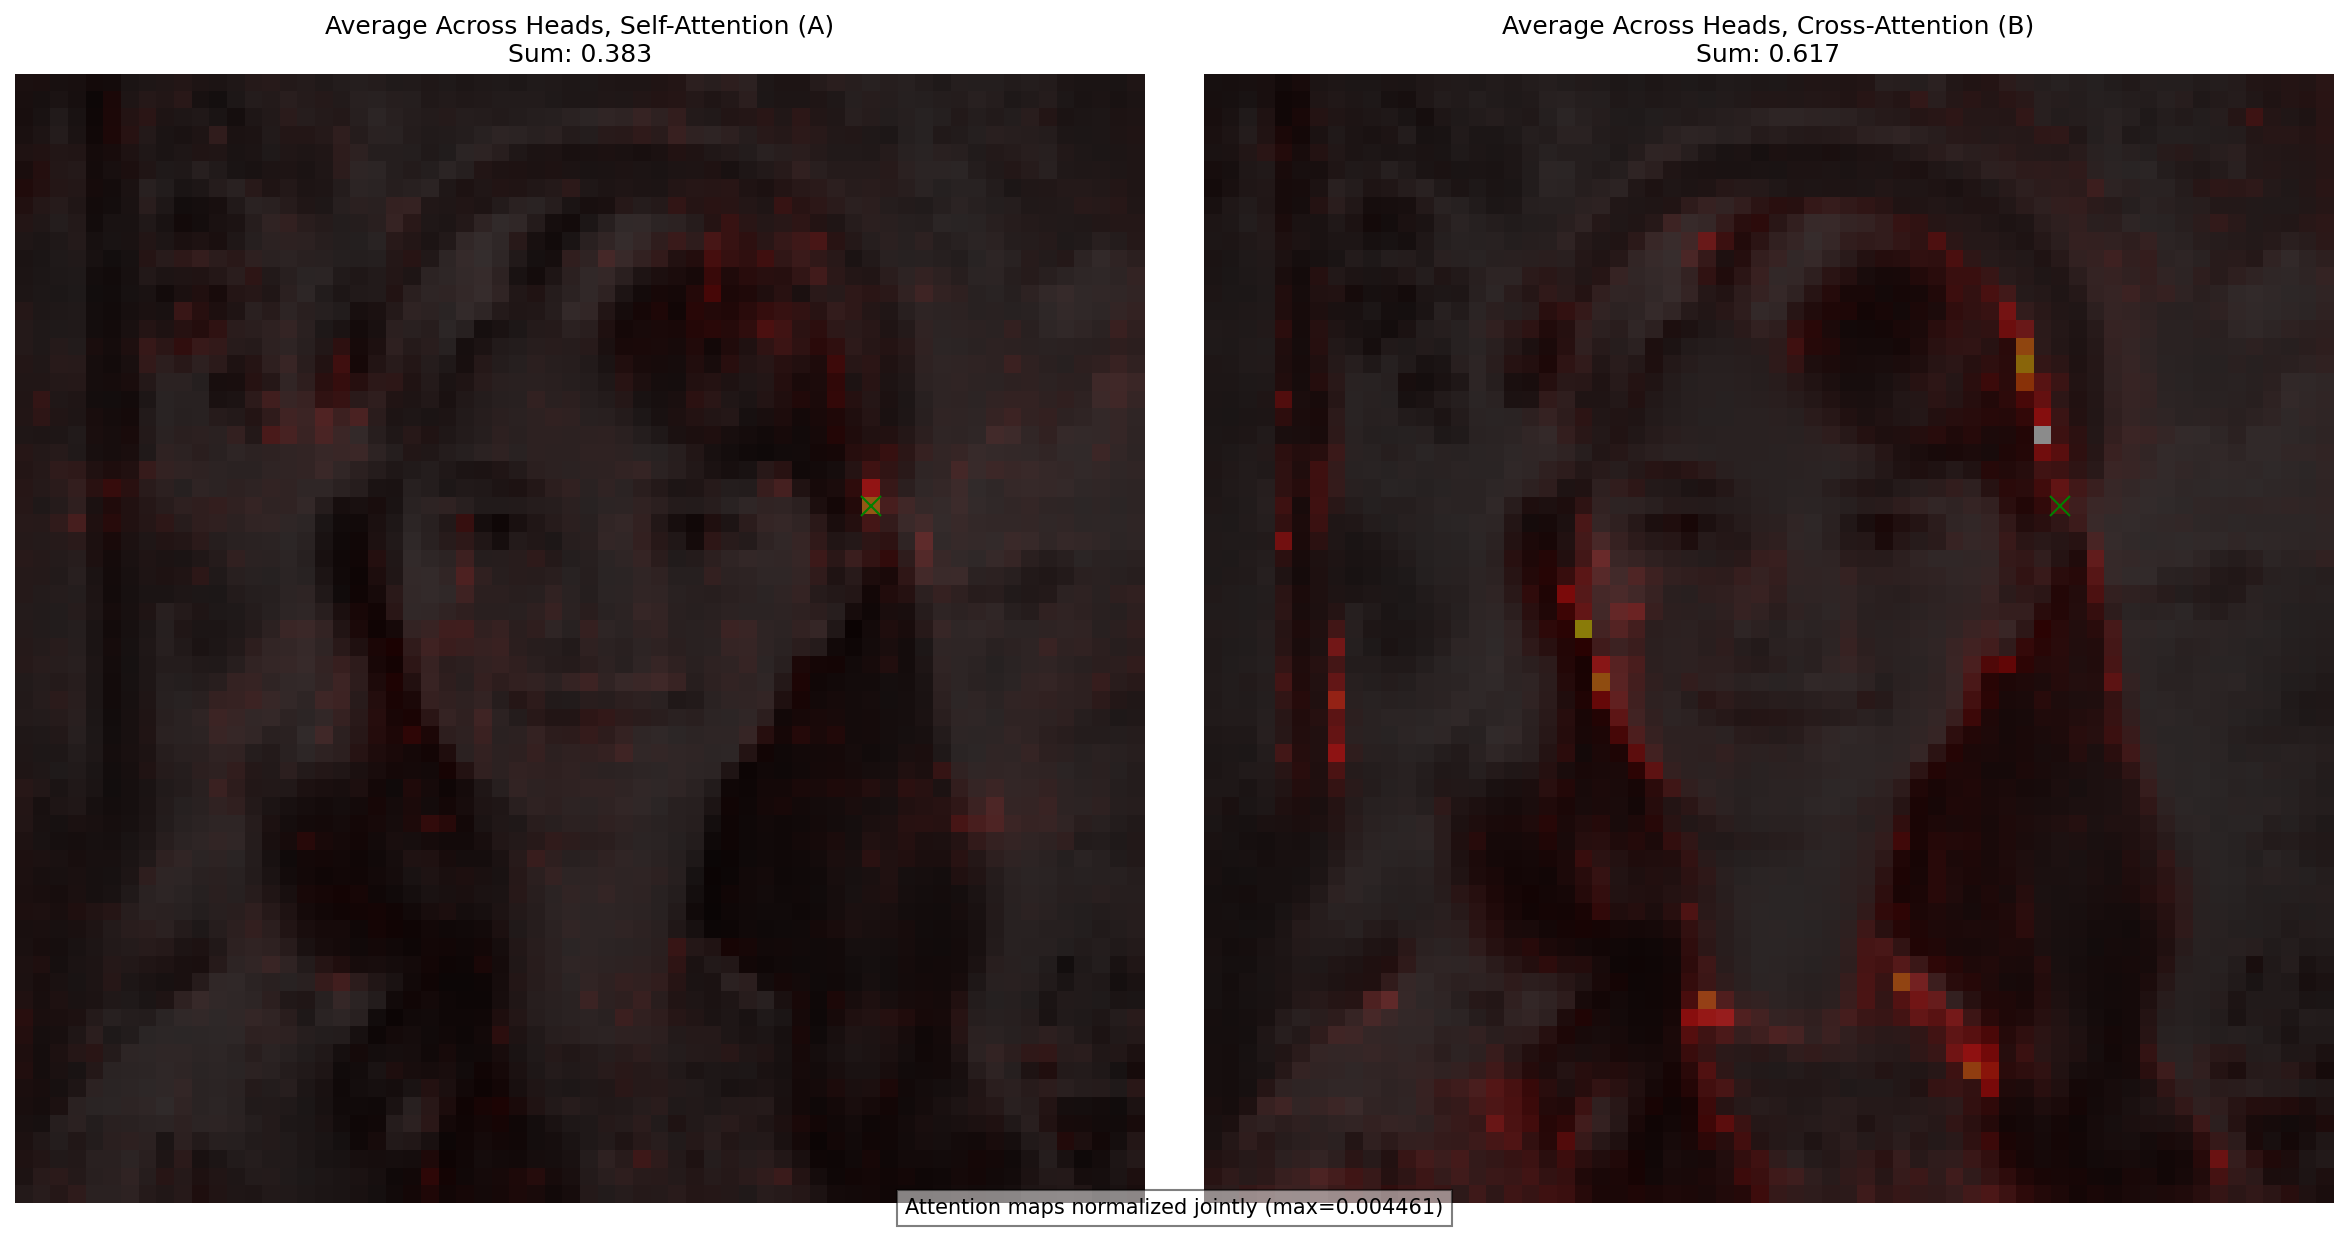 Average Across Heads, Self-Attention (A)
Sum: 0.383
Average Across Heads, Cross-Attention (B)
Sum: 0.617
Attention maps normalized jointly (max=0.004461)